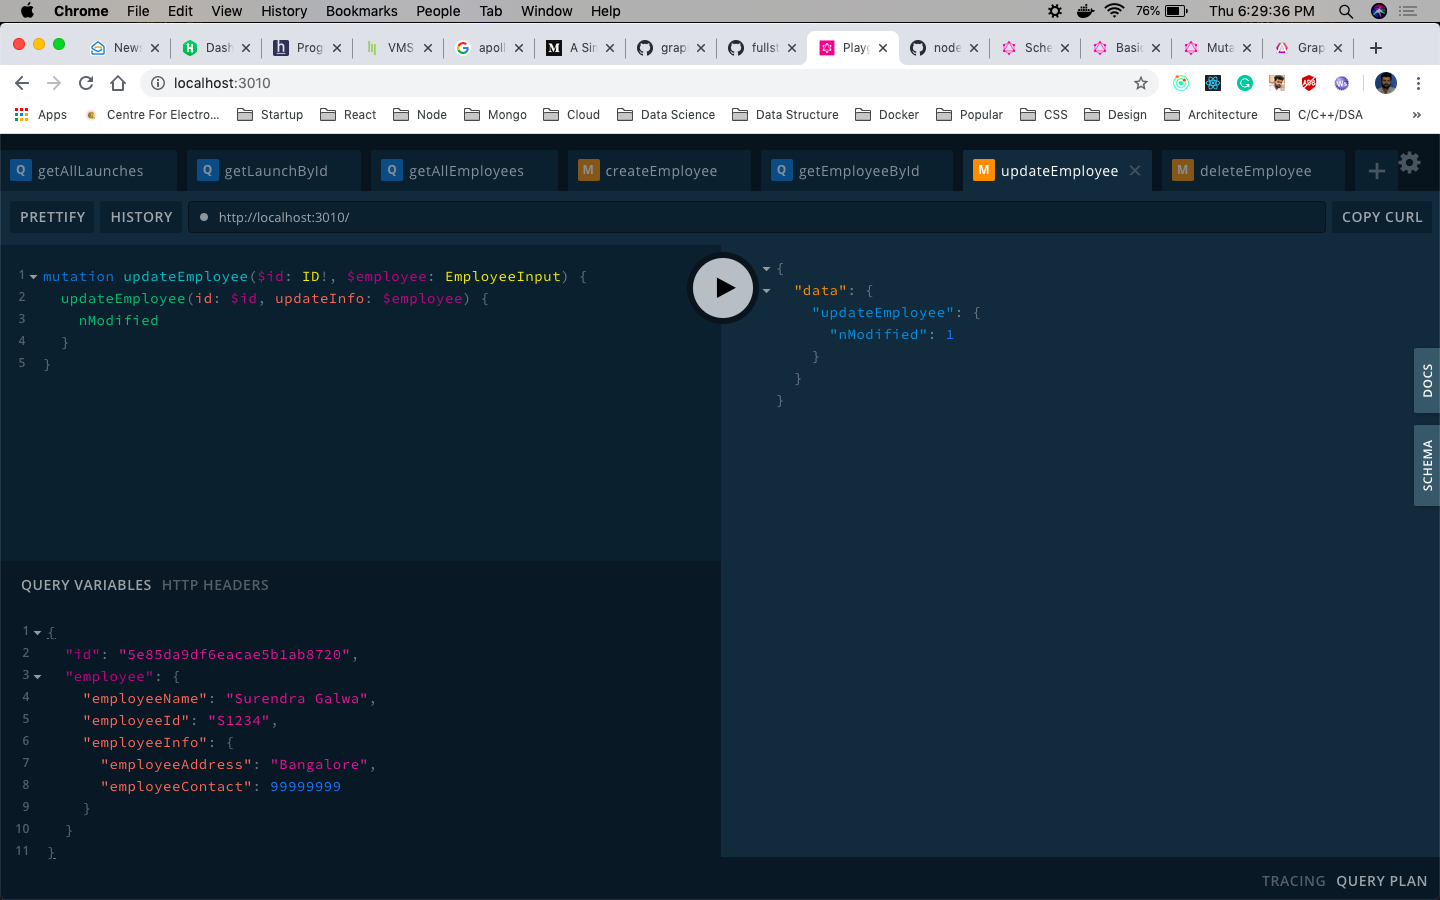 Chrome File Edit View History Bookmarks People Tab Window Help 76% Thu 6:29:36 PM
News Dash Prog VMS apoll A Sim grap fullst Playg node Sche Basic Muta Grap
localhost:3010
Apps Centre For Electro... Startup React Node Mongo Cloud Data Science Data Structure Docker Popular CSS Design Architecture C/C++/DSA »
Q getAllLaunches Q getLaunchById Q getAllEmployees M createEmployee Q getEmployeeById M updateEmployee M deleteEmployee
PRETTIFY HISTORY http://localhost:3010/ COPY CURL
1 mutation updateEmployee($id: ID!, $employee: EmployeeInput) {
2 updateEmployee(id: $id, updateInfo: $employee) {
3 nModified
4 }
5 }
{
"data": {
"updateEmployee": {
"nModified": 1
}
}
}
DOCS
SCHEMA
QUERY VARIABLES HTTP HEADERS
1 {
2 "id": "5e85da9df6eacae5b1ab8720",
3 "employee": {
4 "employeeName": "Surendra Galwa",
5 "employeeId": "S1234",
6 "employeeInfo": {
7 "employeeAddress": "Bangalore",
8 "employeeContact": 99999999
9 }
10 }
11 }
TRACING QUERY PLAN